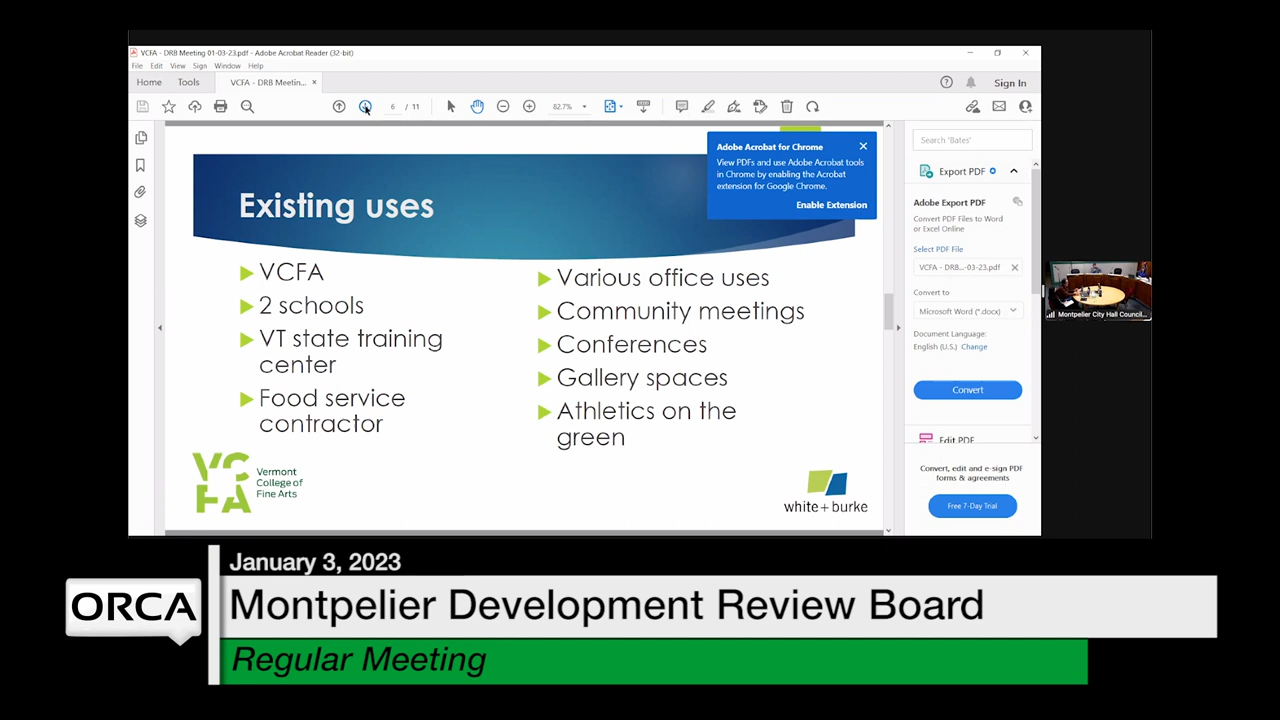 VCFA - DRB Meeting 01-03-23.pdf - Adobe Acrobat Reader (32-bit)
File Edit View Sign Window Help
Home Tools VCFA - DRB Meetin... × Sign In
6 / 11 82.7%
Existing uses
VCFA
2 schools
VT state training
center
Food service
contractor
Various office uses
Community meetings
Conferences
Gallery spaces
Athletics on the
green
VCFA
Vermont
College of
Fine Arts
white + burke
Adobe Acrobat for Chrome
View PDFs and use Adobe Acrobat tools
in Chrome by enabling the Acrobat
extension for Google Chrome.
Enable Extension
Search 'Bates'
Export PDF
Adobe Export PDF
Convert PDF Files to Word
or Excel Online
Select PDF File
VCFA - DRB...-03-23.pdf
Convert to
Microsoft Word (*.docx)
Document Language:
English (U.S.) Change
Convert
Edit PDF
Convert, edit and e-sign PDF
forms & agreements
Free 7-Day Trial
Montpelier City Hall Council...
January 3, 2023
ORCA
Montpelier Development Review Board
Regular Meeting